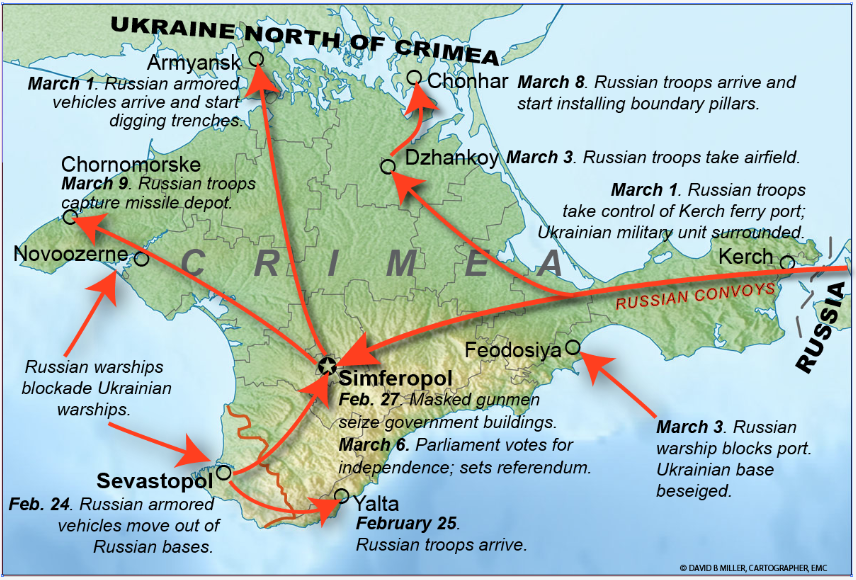 UKRAINE NORTH OF CRIMEA
Armyansk
March 1. Russian armored
vehicles arrive and start
digging trenches.
Chonhar
March 8. Russian troops arrive and
start installing boundary pillars.
Dzhankoy
March 3. Russian troops take airfield.
Chornomorske
March 9. Russian troops
capture missile depot.
March 1. Russian troops
take control of Kerch ferry port;
Ukrainian military unit surrounded.
Novoozerne
CRIMEA
Kerch
RUSSIAN CONVOYS
RUSSIA
Russian warships
blockade Ukrainian
warships.
Feodosiya
Simferopol
Feb. 27. Masked gunmen
seize government buildings.
March 6. Parliament votes for
independence; sets referendum.
March 3. Russian
warship blocks port.
Ukrainian base
beseiged.
Sevastopol
Feb. 24. Russian armored
vehicles move out of
Russian bases.
Yalta
February 25.
Russian troops arrive.
© DAVID B MILLER, CARTOGRAPHER, EMC